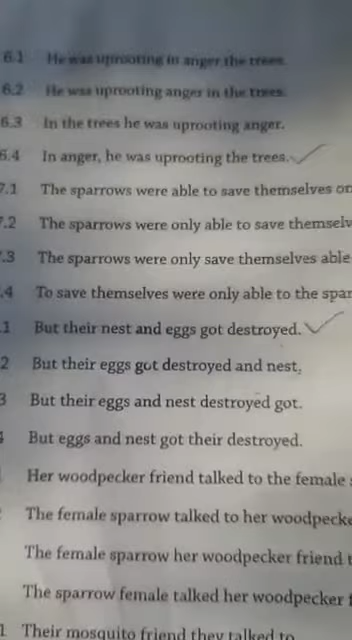 6.1 He was uprooting in anger the trees.
6.2 He was uprooting anger in the trees.
6.3 In the trees he was uprooting anger.
6.4 In anger, he was uprooting the trees.
7.1 The sparrows were able to save themselves
7.2 The sparrows were only able to save
.3 The sparrows were only save themselves able
.4 To save themselves were only able to the
.1 But their nest and eggs got destroyed.
2 But their eggs got destroyed and nest.
3 But their eggs and nest destroyed got.
But eggs and nest got their destroyed.
Her woodpecker friend talked to the female
The female sparrow talked to her
The female sparrow her woodpecker friend
The sparrow female talked her woodpecker
1 Their mosquito friend they talked to